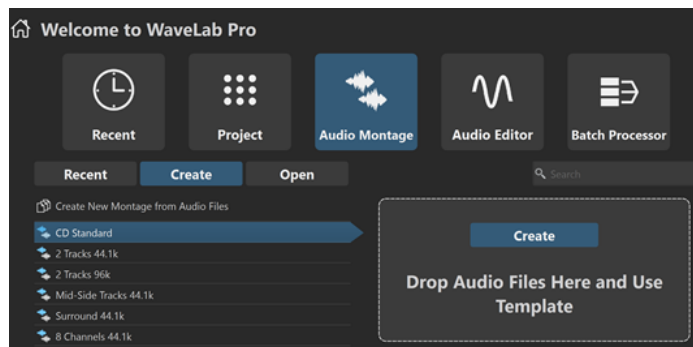 Welcome to WaveLab Pro
Recent
Project
Audio Montage
Audio Editor
Batch Processor
Recent
Create
Open
Search
Create New Montage from Audio Files
CD Standard
2 Tracks 44.1k
2 Tracks 96k
Mid-Side Tracks 44.1k
Surround 44.1k
8 Channels 44.1k
Create
Drop Audio Files Here and Use
Template